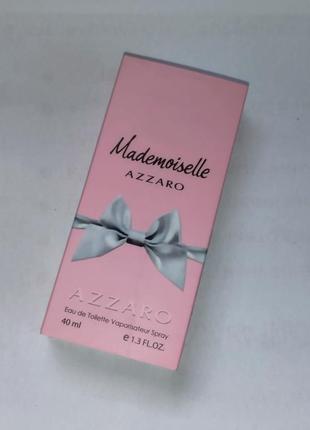 Mademoiselle
AZZARO
AZZARO
Eau de Toilette Vaporisateur Spray
40 ml
e 1.3 FL.OZ.